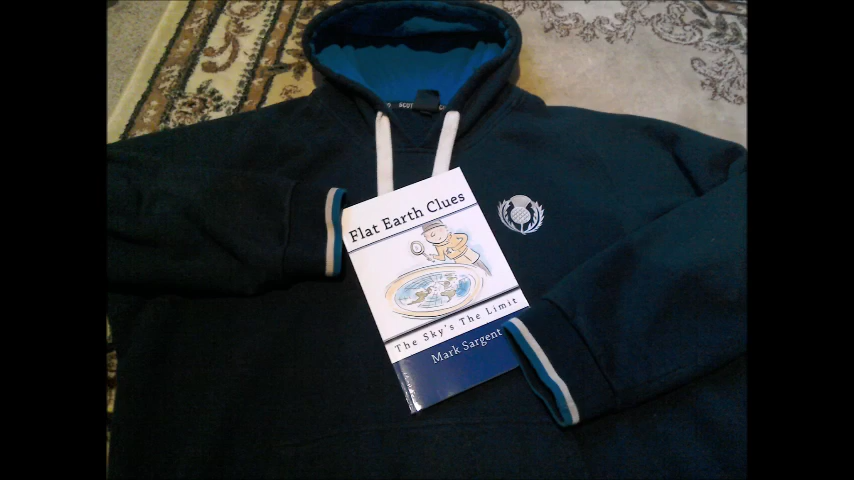 Flat Earth Clues
The Sky's The Limit
Mark Sargent